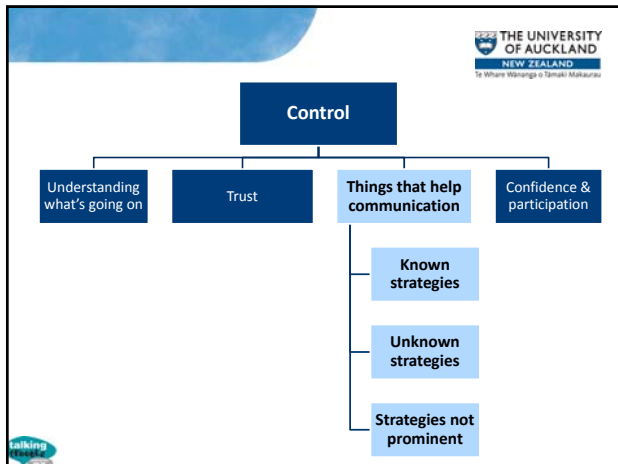 THE UNIVERSITY
OF AUCKLAND
NEW ZEALAND
Te Whare Wānanga o Tāmaki Makaurau
Control
Understanding
what's going on
Trust
Things that help
communication
Confidence &
participation
Known
strategies
Unknown
strategies
Strategies not
prominent
talking